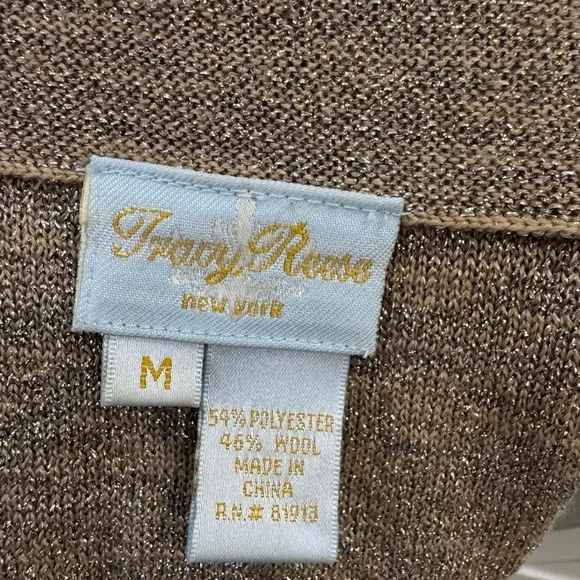 Tracy Reese
new york
M
54% POLYESTER
46% WOOL
MADE IN
CHINA
R.N.# 81913